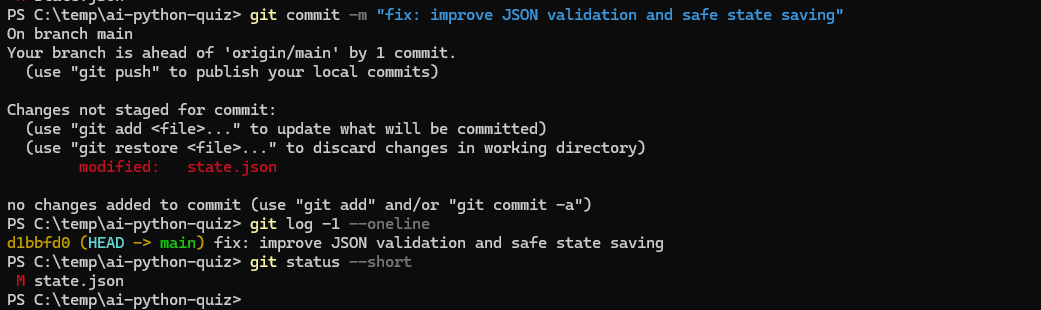 PS C:\temp\ai-python-quiz> git commit -m "fix: improve JSON validation and safe state saving"
On branch main
Your branch is ahead of 'origin/main' by 1 commit.
  (use "git push" to publish your local commits)

Changes not staged for commit:
  (use "git add <file>..." to update what will be committed)
  (use "git restore <file>..." to discard changes in working directory)
        modified:   state.json

no changes added to commit (use "git add" and/or "git commit -a")
PS C:\temp\ai-python-quiz> git log -1 --oneline
d1bbfd0 (HEAD -> main) fix: improve JSON validation and safe state saving
PS C:\temp\ai-python-quiz> git status --short
 M state.json
PS C:\temp\ai-python-quiz>